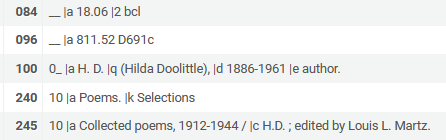 084 __ |a 18.06 |2 bcl
096 __ |a 811.52 D691c
100 0_ |a H. D. |q (Hilda Doolittle), |d 1886-1961 |e author.
240 10 |a Poems. |k Selections
245 10 |a Collected poems, 1912-1944 / |c H.D. ; edited by Louis L. Martz.